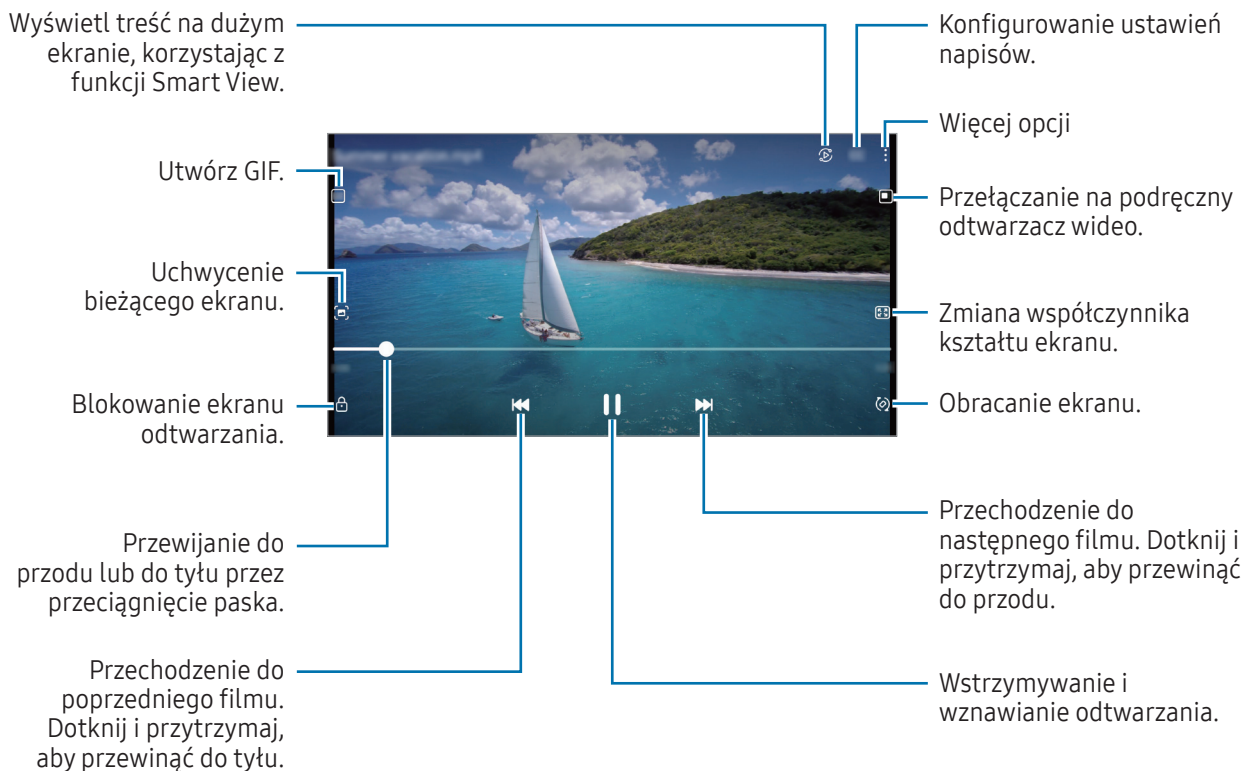 Wyświetl treść na dużym
ekranie, korzystając z
funkcji Smart View.
Konfigurowanie ustawień
napisów.
Więcej opcji
Utwórz GIF.
Przełączanie na podręczny
odtwarzacz wideo.
Uchwycenie
bieżącego ekranu.
Zmiana współczynnika
kształtu ekranu.
Blokowanie ekranu
odtwarzania.
Obracanie ekranu.
Przewijanie do
przodu lub do tyłu przez
przeciągnięcie paska.
Przechodzenie do
następnego filmu. Dotknij i
przytrzymaj, aby przewinąć
do przodu.
Przechodzenie do
poprzedniego filmu.
Dotknij i przytrzymaj,
aby przewinąć do tyłu.
Wstrzymywanie i
wznawianie odtwarzania.